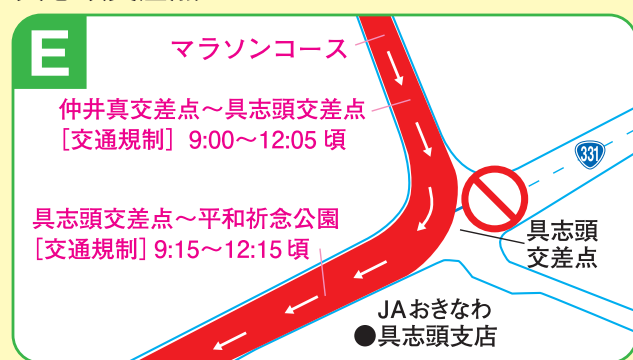 E
マラソンコース
仲井真交差点～具志頭交差点
［交通規制］ 9:00～12:05 頃
331
具志頭交差点～平和祈念公園
［交通規制］9:15～12:15 頃
具志頭
交差点
JAおきなわ
●具志頭支店